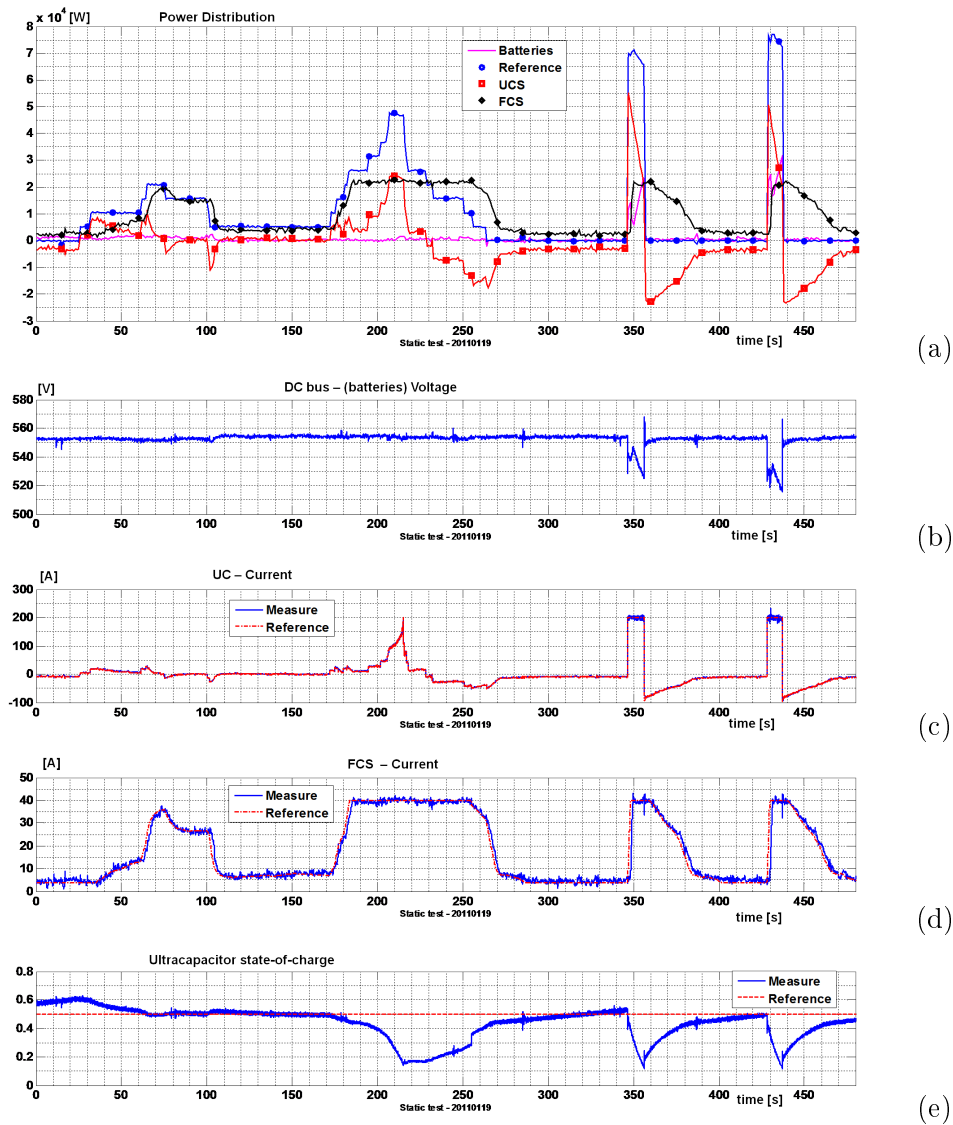 x 10⁴ [W] Power Distribution
8
7
6
5
4
3
2
1
0
-1
-2
-3
Batteries
Reference
UCS
FCS
0 50 100 150 200 250 300 350 400 450
Static test - 20110119
time [s]
(a)
[V] DC bus – (batteries) Voltage
580
560
540
520
500
0 50 100 150 200 250 300 350 400 450
Static test - 20110119
time [s]
(b)
[A] UC – Current
300
200
100
0
-100
Measure
Reference
0 50 100 150 200 250 300 350 400 450
Static test - 20110119
time [s]
(c)
[A] FCS – Current
50
40
30
20
10
0
Measure
Reference
0 50 100 150 200 250 300 350 400 450
Static test - 20110119
time [s]
(d)
Ultracapacitor state-of-charge
0.8
0.6
0.4
0.2
0
Measure
Reference
0 50 100 150 200 250 300 350 400 450
Static test - 20110119
time [s]
(e)